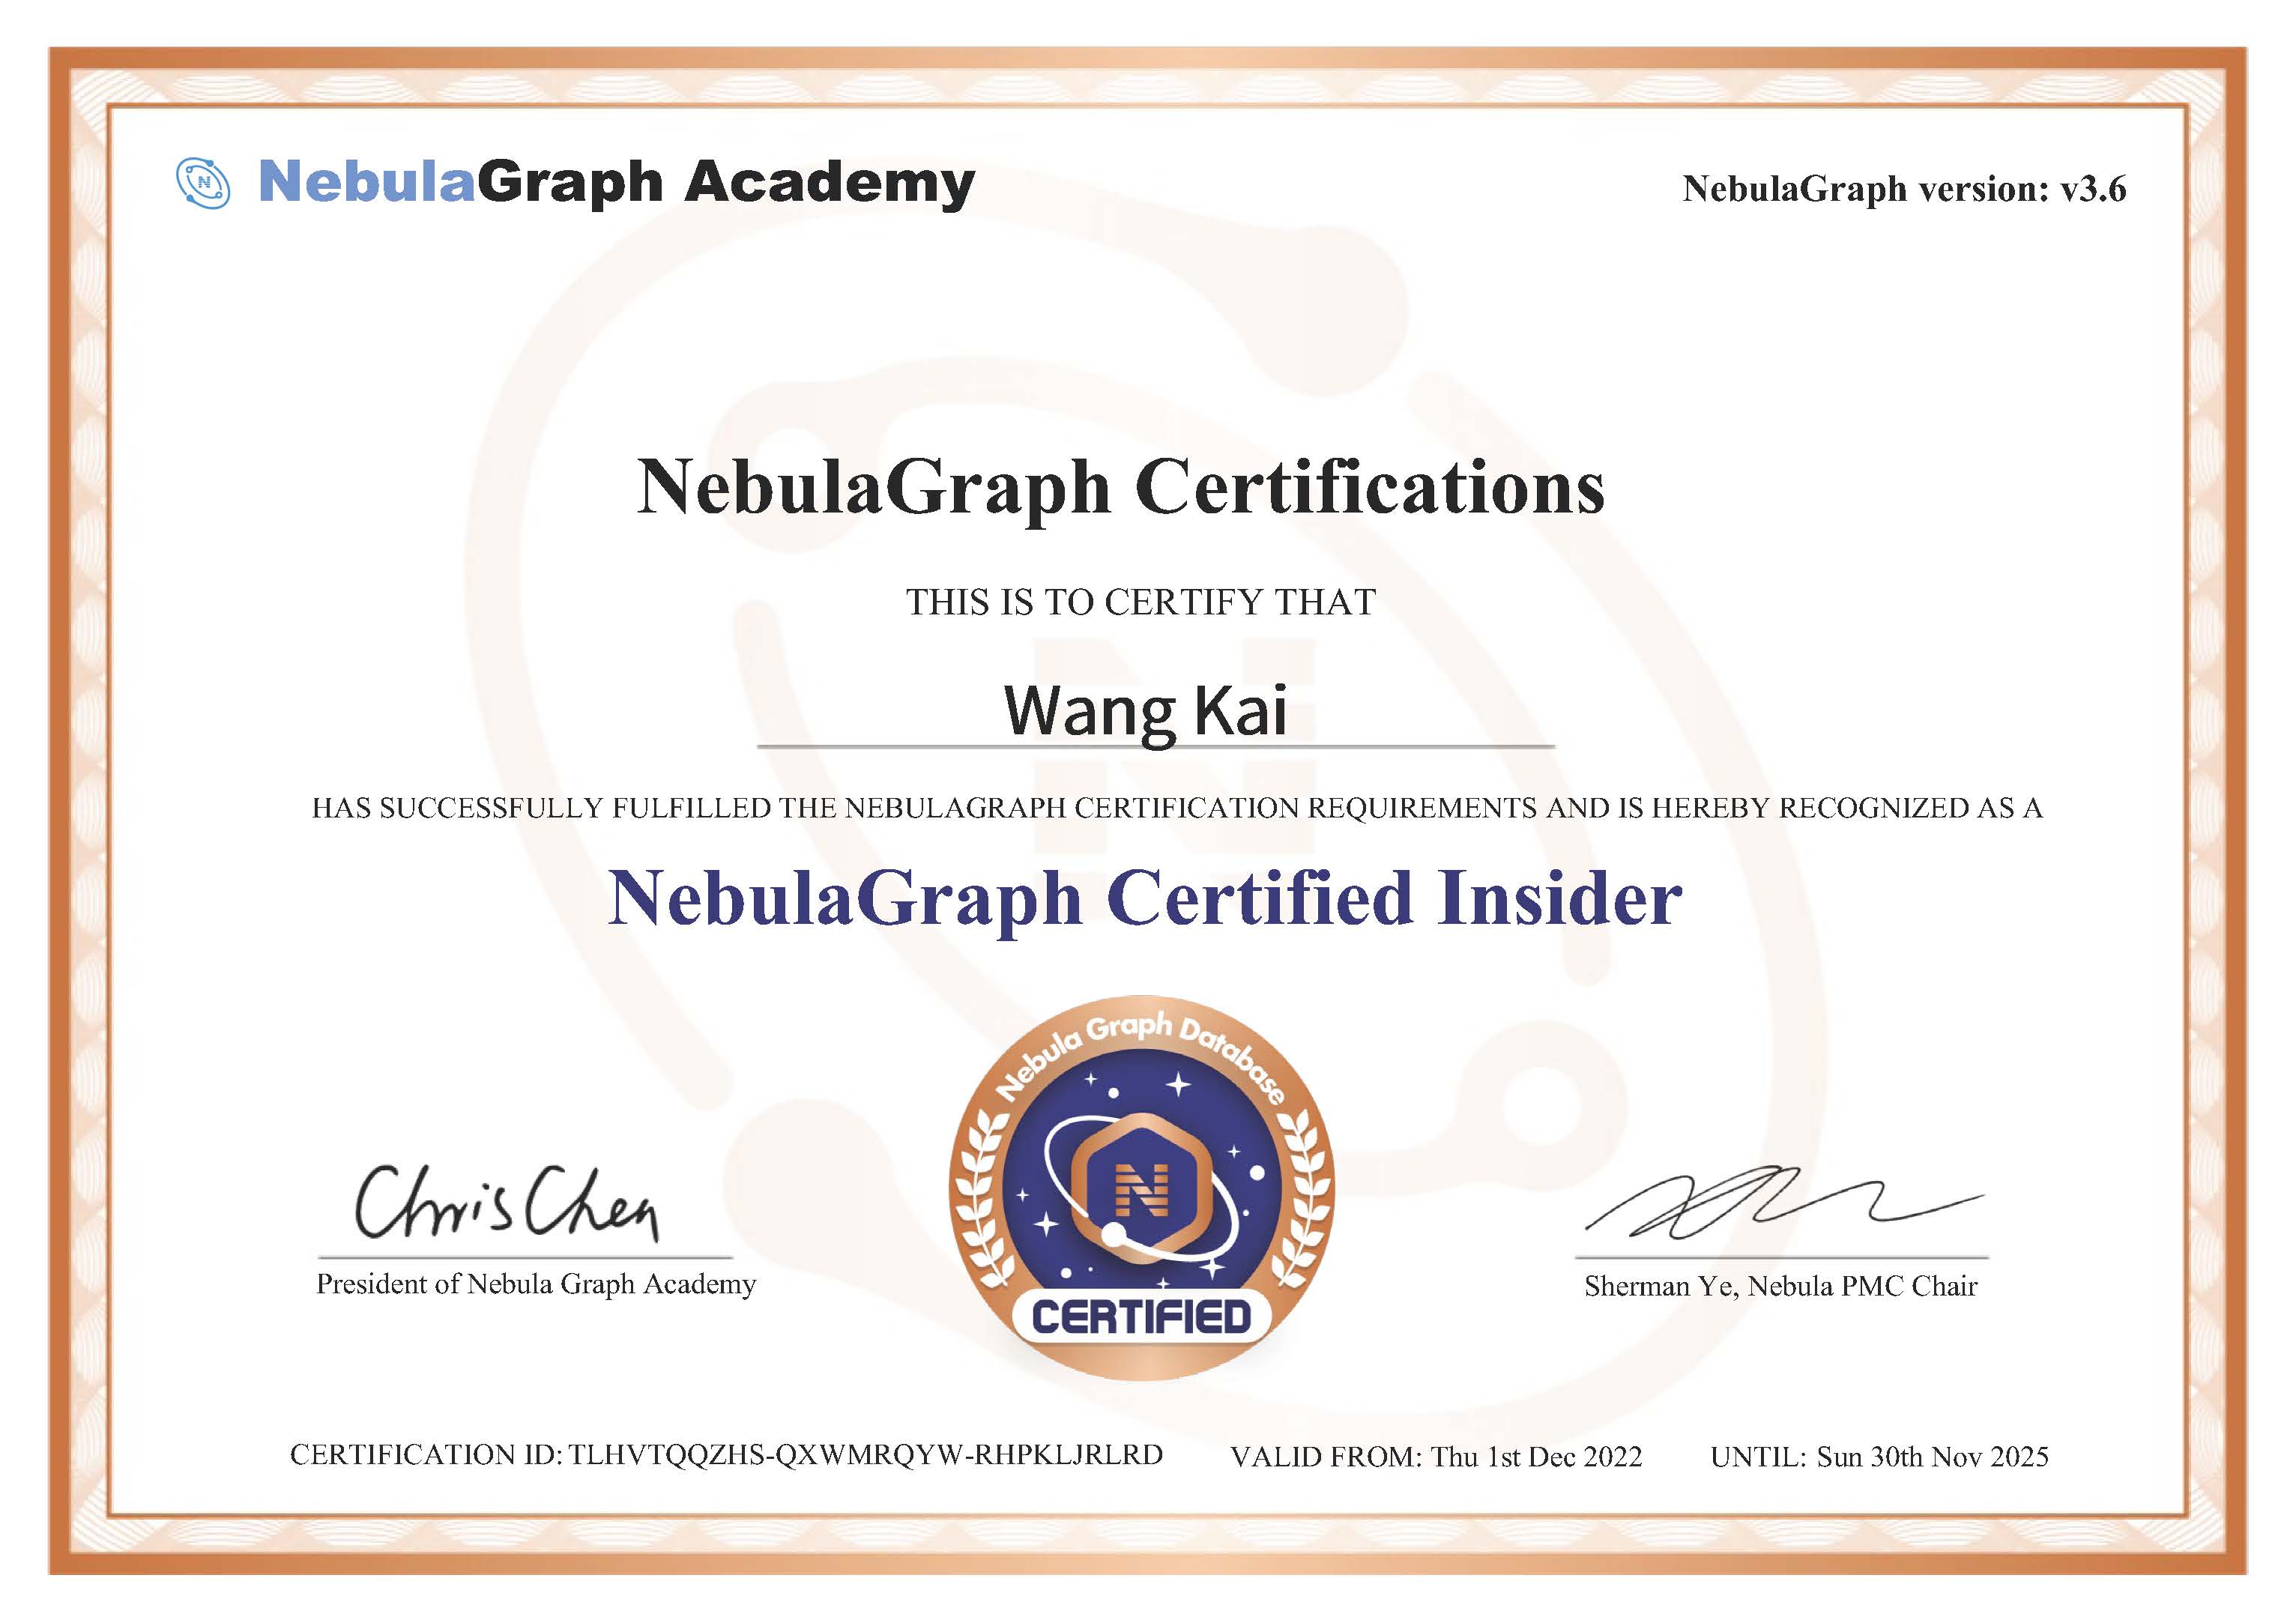 NebulaGraph Academy
NebulaGraph version: v3.6
NebulaGraph Certifications
THIS IS TO CERTIFY THAT
Wang Kai
HAS SUCCESSFULLY FULFILLED THE NEBULAGRAPH CERTIFICATION REQUIREMENTS AND IS HEREBY RECOGNIZED AS A
NebulaGraph Certified Insider
Nebula Graph Database
N
CERTIFIED
Chris Chen
President of Nebula Graph Academy
Sherman Ye, Nebula PMC Chair
CERTIFICATION ID: TLHVTQQZHS-QXWMRQYW-RHPKLJRLRD VALID FROM: Thu 1st Dec 2022 UNTIL: Sun 30th Nov 2025